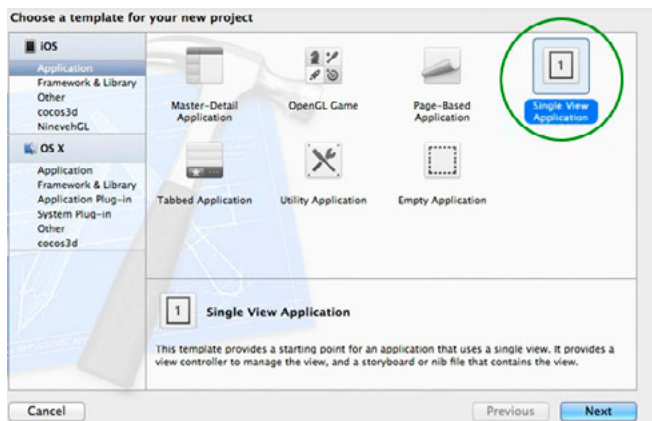 Choose a template for your new project
iOS
Application
Framework & Library
Other
cocos3d
NinevehGL
OS X
Application
Framework & Library
Application Plug-in
System Plug-in
Other
cocos3d
1
Master-Detail
Application
OpenGL Game
Page-Based
Application
Single View
Application
Tabbed Application
Utility Application
Empty Application
1
Single View Application
This template provides a starting point for an application that uses a single view. It provides a
view controller to manage the view, and a storyboard or nib file that contains the view.
Cancel
Previous
Next